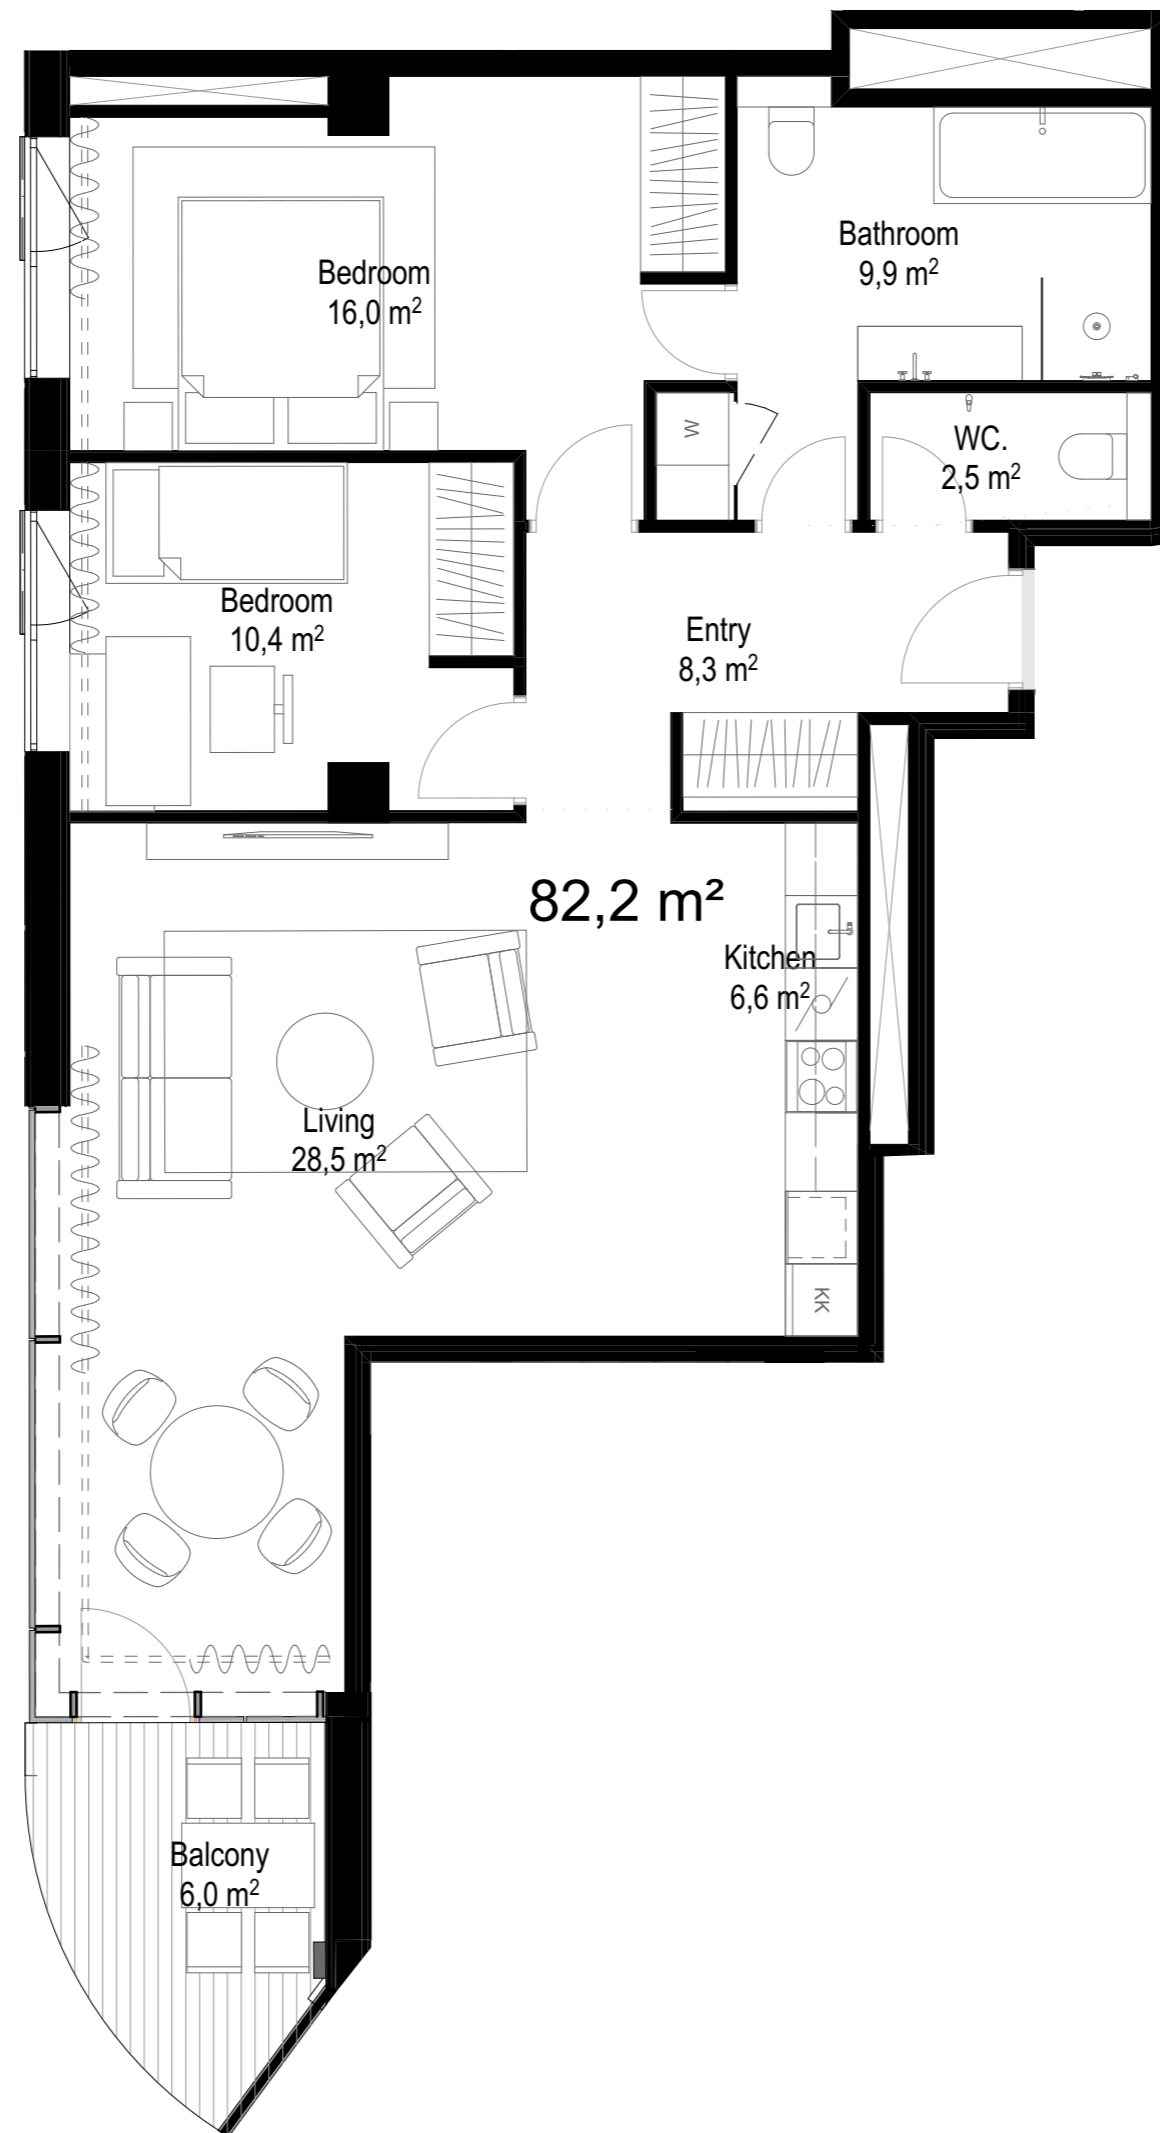 Bathroom
9,9 m²
Bedroom
16,0 m²
W
WC.
2,5 m²
Bedroom
10,4 m²
Entry
8,3 m²
82,2 m²
Kitchen
6,6 m²
Living
28,5 m²
KK
Balcony
6,0 m²